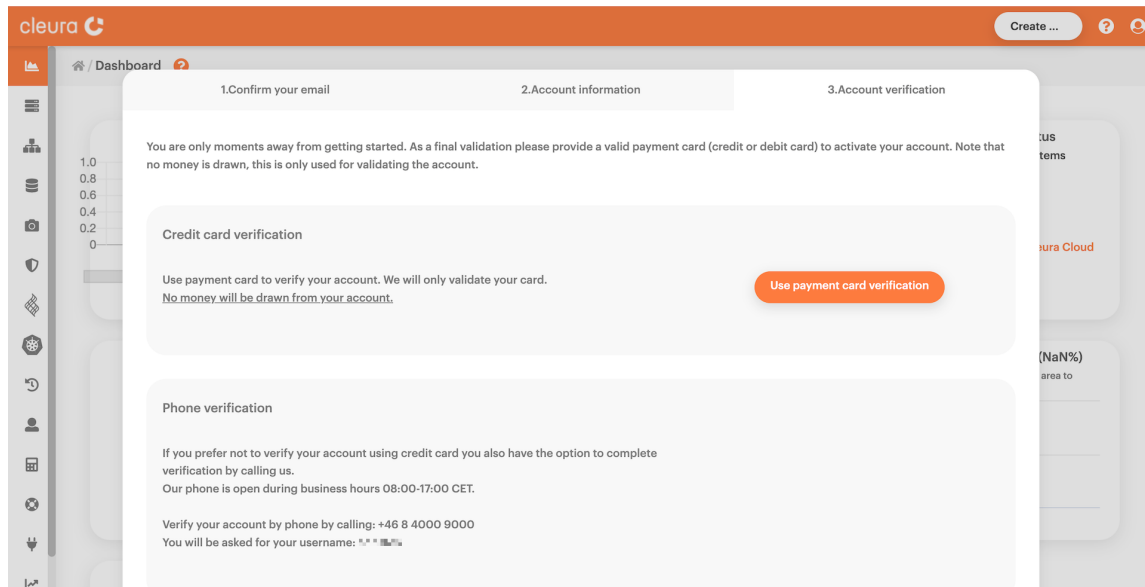 cleura
Create ...
Dashboard
1.Confirm your email
2.Account information
3.Account verification
You are only moments away from getting started. As a final validation please provide a valid payment card (credit or debit card) to activate your account. Note that
no money is drawn, this is only used for validating the account.
1.0
0.8
0.6
0.4
0.2
0
tus
tems
eura Cloud
Credit card verification
Use payment card to verify your account. We will only validate your card.
No money will be drawn from your account.
Use payment card verification
(NaN%)
area to
Phone verification
If you prefer not to verify your account using credit card you also have the option to complete
verification by calling us.
Our phone is open during business hours 08:00-17:00 CET.
Verify your account by phone by calling: +46 8 4000 9000
You will be asked for your username: